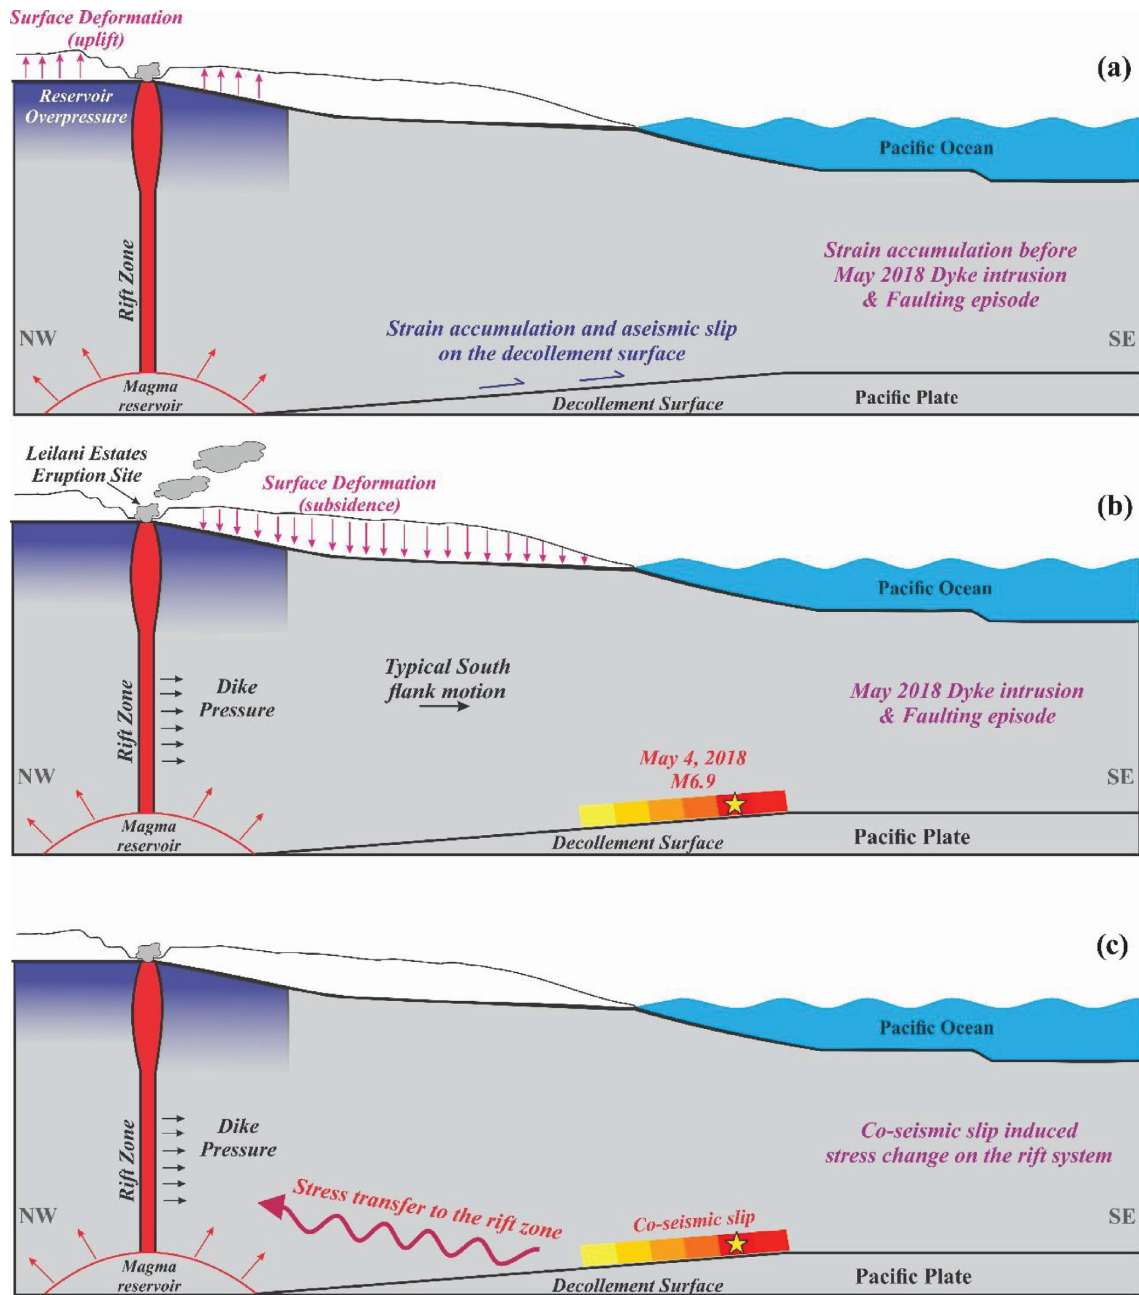 Surface Deformation
(uplift)
(a)
Reservoir
Overpressure
Pacific Ocean
Rift Zone
Strain accumulation before
May 2018 Dyke intrusion
& Faulting episode
NW
Strain accumulation and aseismic slip
on the decollement surface
SE
Magma
reservoir
Decollement Surface
Pacific Plate
Leilani Estates
Eruption Site
Surface Deformation
(subsidence)
(b)
Pacific Ocean
Rift Zone
Dike
Pressure
Typical South
flank motion
May 2018 Dyke intrusion
& Faulting episode
NW
May 4, 2018
M6.9
SE
Magma
reservoir
Decollement Surface
Pacific Plate
(c)
Pacific Ocean
Rift Zone
Dike
Pressure
Co-seismic slip induced
stress change on the rift system
NW
Stress transfer to the rift zone
Co-seismic slip
SE
Magma
reservoir
Decollement Surface
Pacific Plate